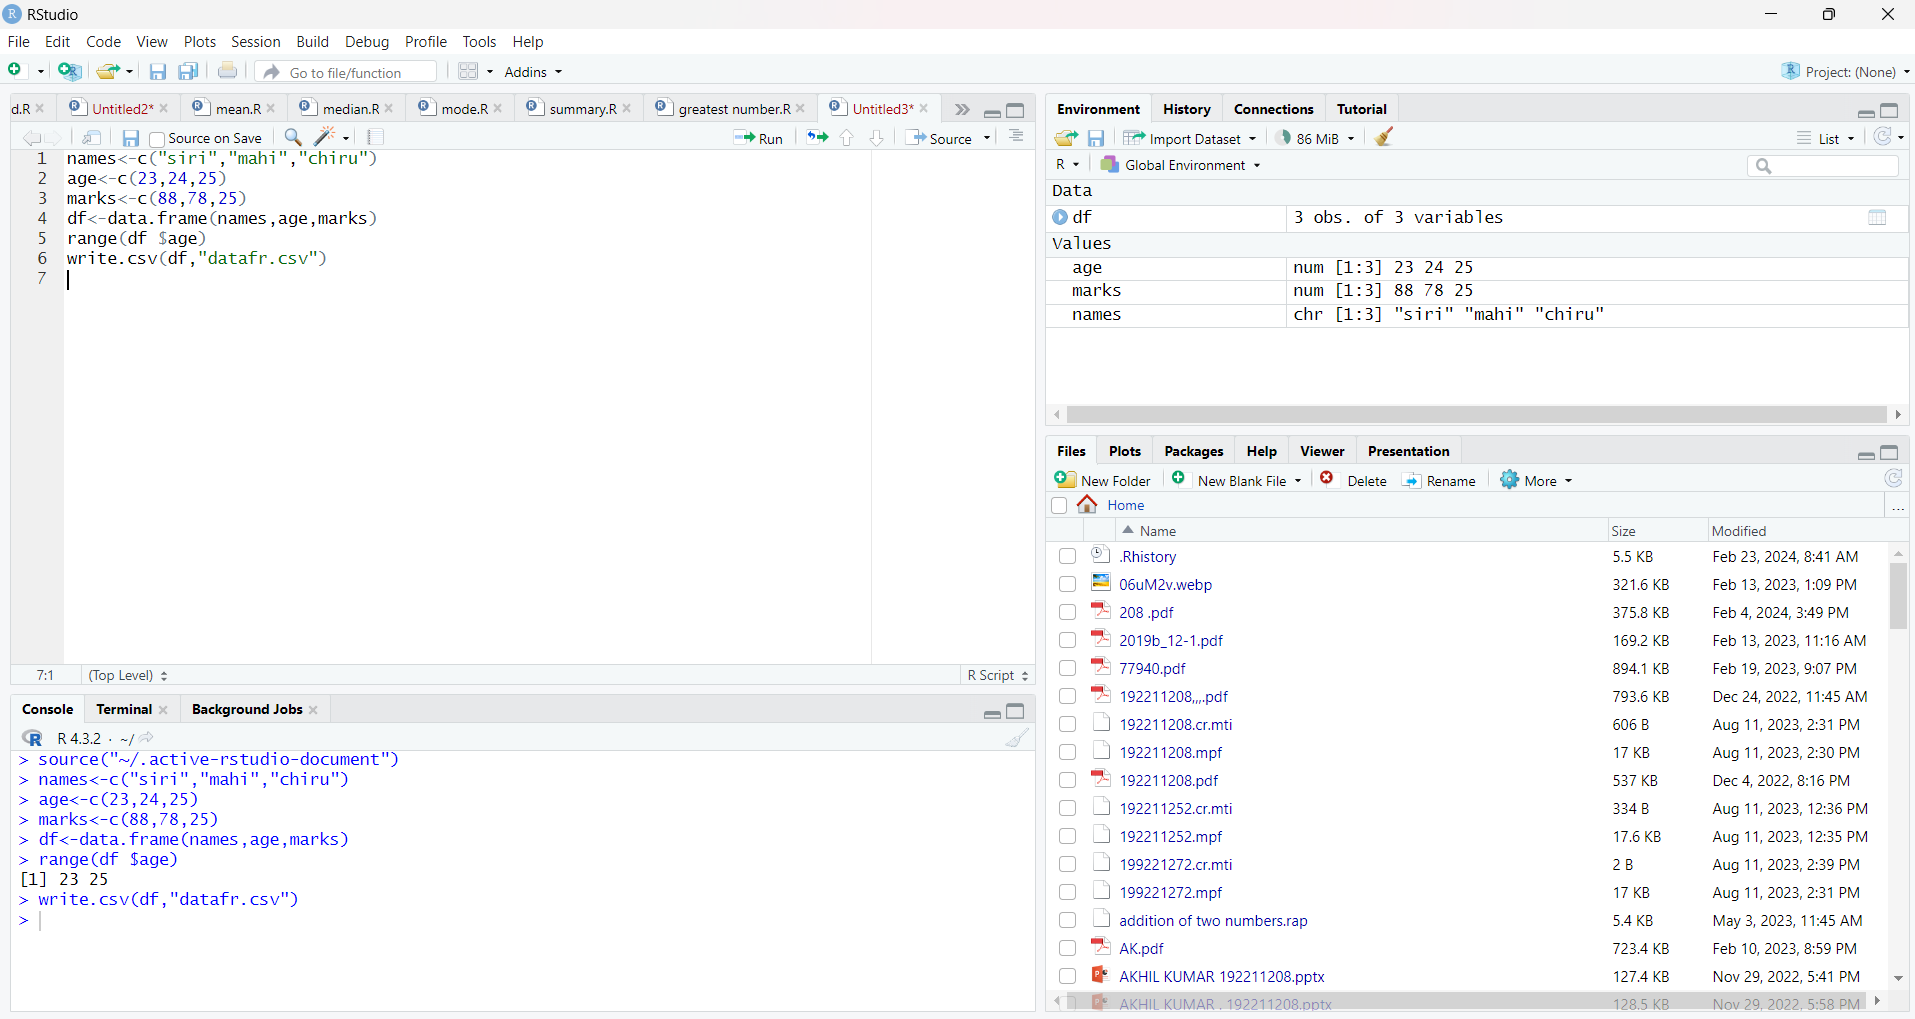 RStudio
File Edit Code View Plots Session Build Debug Profile Tools Help
Go to file/function Addins Project: (None)
d.R Untitled2* mean.R median.R mode.R summary.R greatest number.R Untitled3*
Source on Save Run Source
1 names<-c("siri","mahi","chiru")
2 age<-c(23,24,25)
3 marks<-c(88,78,25)
4 df<-data.frame(names,age,marks)
5 range(df $age)
6 write.csv(df,"datafr.csv")
7
7:1 (Top Level) R Script
Console Terminal Background Jobs
R 4.3.2 · ~/
> source("~/.active-rstudio-document")
> names<-c("siri","mahi","chiru")
> age<-c(23,24,25)
> marks<-c(88,78,25)
> df<-data.frame(names,age,marks)
> range(df $age)
[1] 23 25
> write.csv(df,"datafr.csv")
>
Environment History Connections Tutorial
Import Dataset 86 MiB List
R Global Environment
Data
df 3 obs. of 3 variables
Values
age num [1:3] 23 24 25
marks num [1:3] 88 78 25
names chr [1:3] "siri" "mahi" "chiru"
Files Plots Packages Help Viewer Presentation
New Folder New Blank File Delete Rename More
Home ...
Name Size Modified
.Rhistory 5.5 KB Feb 23, 2024, 8:41 AM
06uM2v.webp 321.6 KB Feb 13, 2023, 1:09 PM
208 .pdf 375.8 KB Feb 4, 2024, 3:49 PM
2019b_12-1.pdf 169.2 KB Feb 13, 2023, 11:16 AM
77940.pdf 894.1 KB Feb 19, 2023, 9:07 PM
192211208,,,.pdf 793.6 KB Dec 24, 2022, 11:45 AM
192211208.cr.mti 606 B Aug 11, 2023, 2:31 PM
192211208.mpf 17 KB Aug 11, 2023, 2:30 PM
192211208.pdf 537 KB Dec 4, 2022, 8:16 PM
192211252.cr.mti 334 B Aug 11, 2023, 12:36 PM
192211252.mpf 17.6 KB Aug 11, 2023, 12:35 PM
199221272.cr.mti 2 B Aug 11, 2023, 2:39 PM
199221272.mpf 17 KB Aug 11, 2023, 2:31 PM
addition of two numbers.rap 5.4 KB May 3, 2023, 11:45 AM
AK.pdf 723.4 KB Feb 10, 2023, 8:59 PM
AKHIL KUMAR 192211208.pptx 127.4 KB Nov 29, 2022, 5:41 PM
AKHIL KUMAR . 192211208.pptx 128.5 KB Nov 29, 2022, 5:58 PM